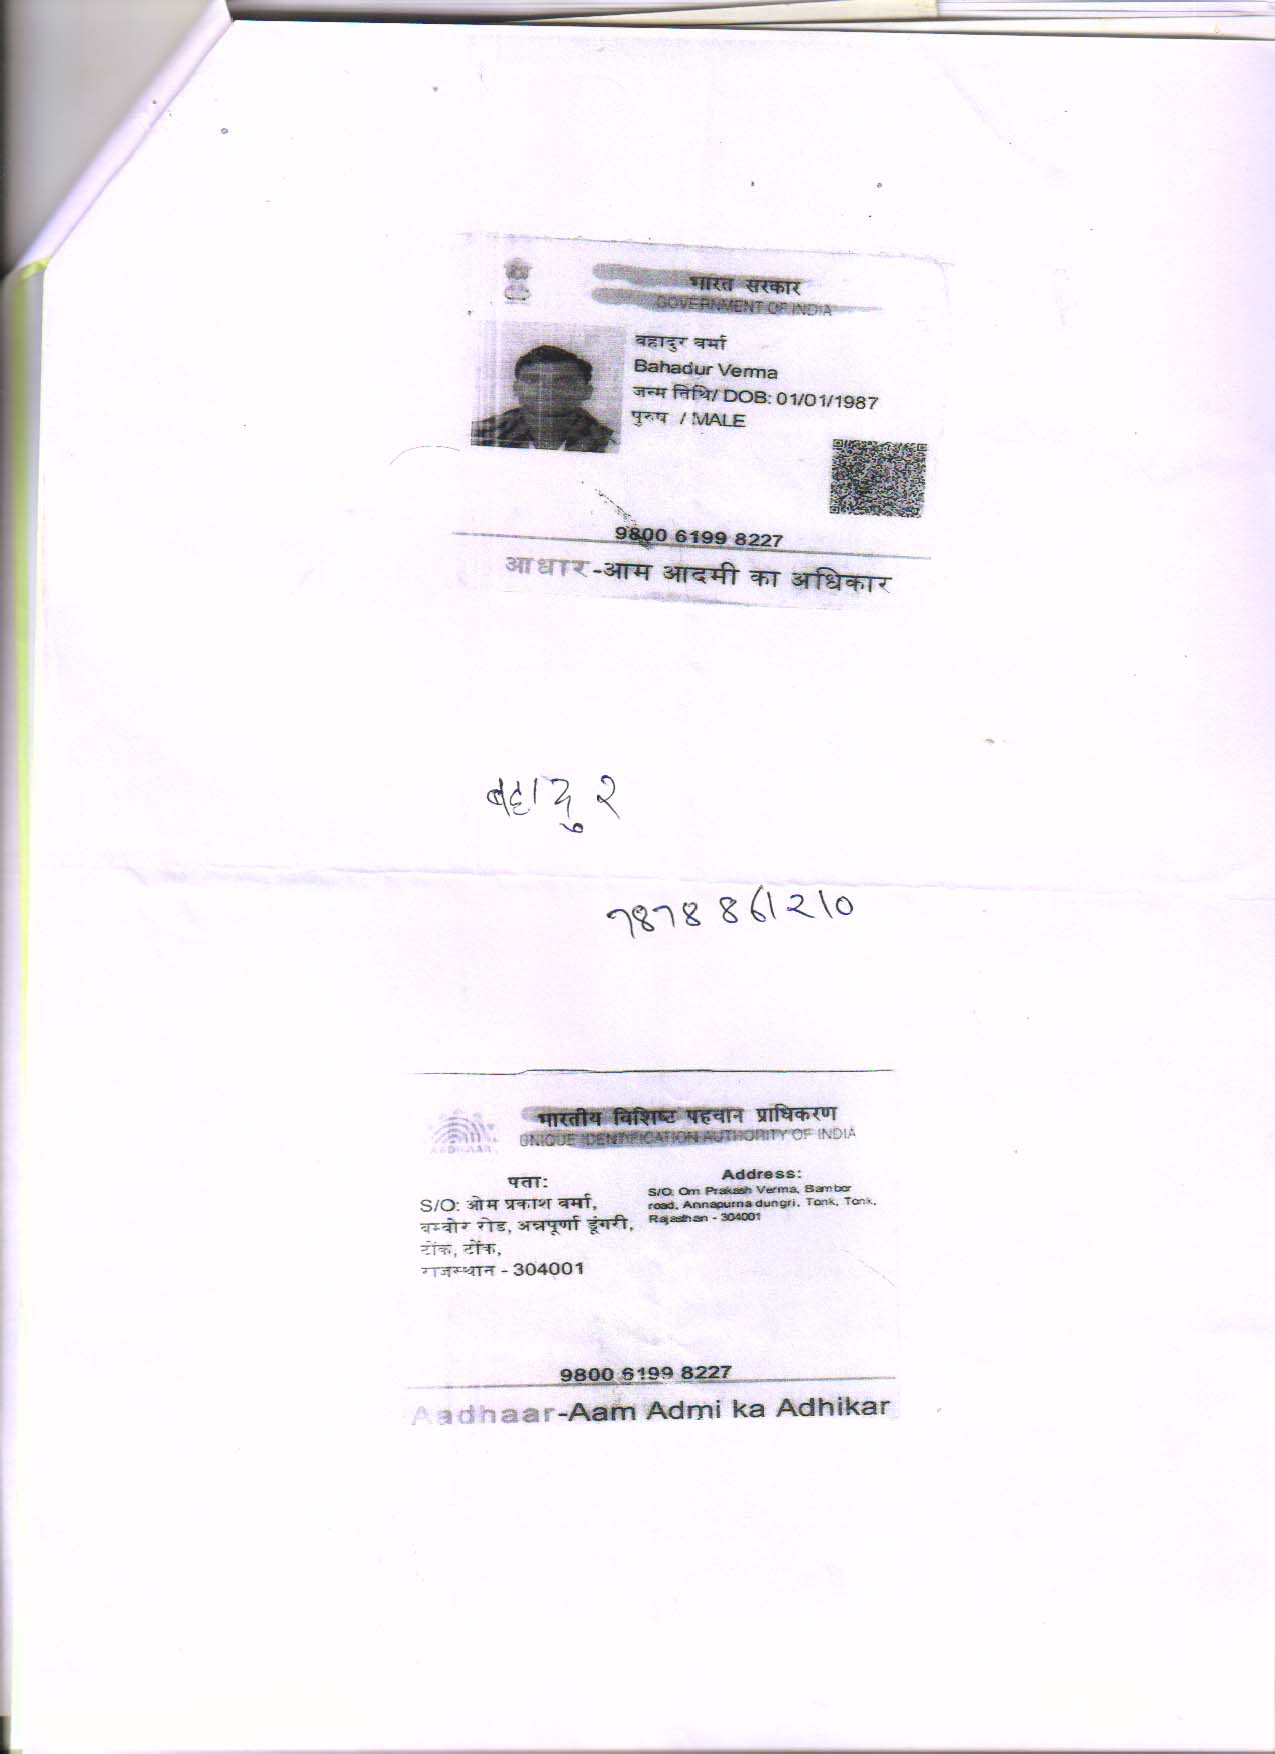 भारत सरकार
GOVERNMENT OF INDIA
बहादुर वर्मा
Bahadur Verma
जन्म तिथि/ DOB: 01/01/1987
पुरुष / MALE
9800 6199 8227
आधार-आम आदमी का अधिकार
बहादुर
7878861210
भारतीय विशिष्ट पहचान प्राधिकरण
UNIQUE IDENTIFICATION AUTHORITY OF INDIA
AADHAAR
पता:
S/O: ओम प्रकाश वर्मा,
बम्बोर रोड, अन्नपूर्णा डूंगरी,
टोंक, टोंक,
राजस्थान - 304001
Address:
S/O: Om Prakash Verma, Bambor
road, Annapurna dungri, Tonk, Tonk,
Rajasthan - 304001
9800 6199 8227
Aadhaar-Aam Admi ka Adhikar